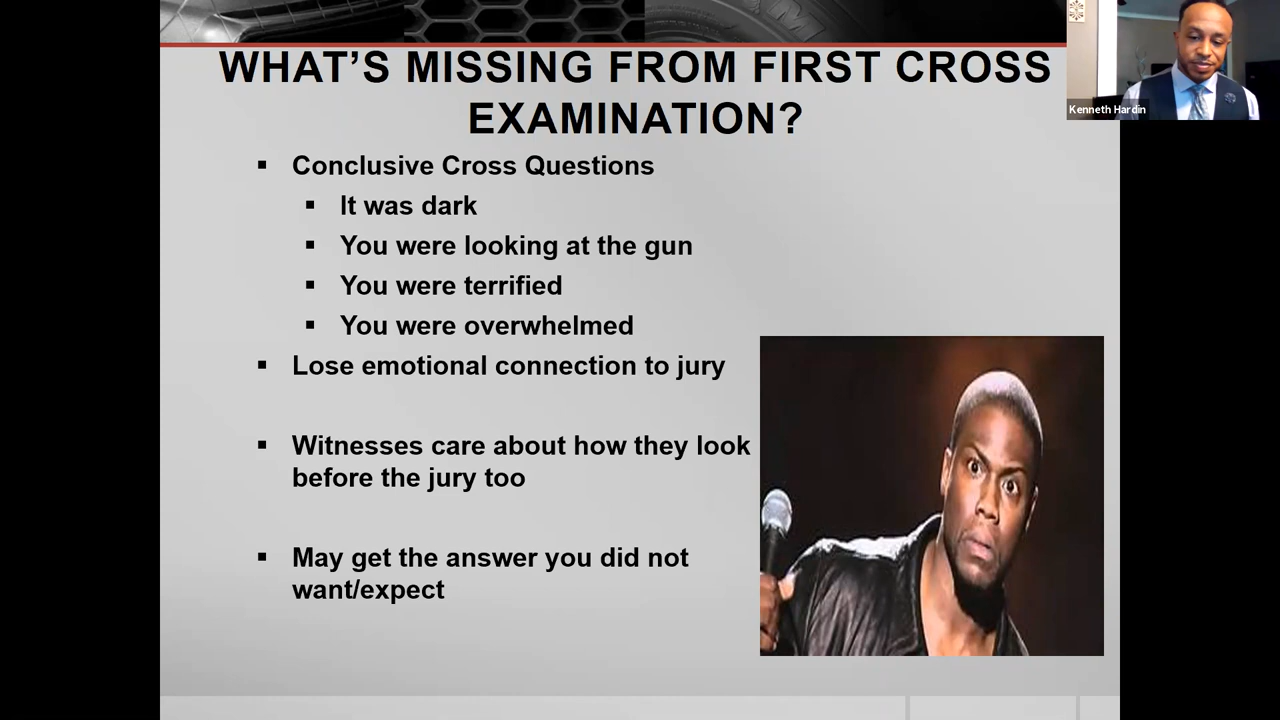 WHAT'S MISSING FROM FIRST CROSS
EXAMINATION?
Kenneth Hardin
▪ Conclusive Cross Questions
▪ It was dark
▪ You were looking at the gun
▪ You were terrified
▪ You were overwhelmed
▪ Lose emotional connection to jury
▪ Witnesses care about how they look
before the jury too
▪ May get the answer you did not
want/expect